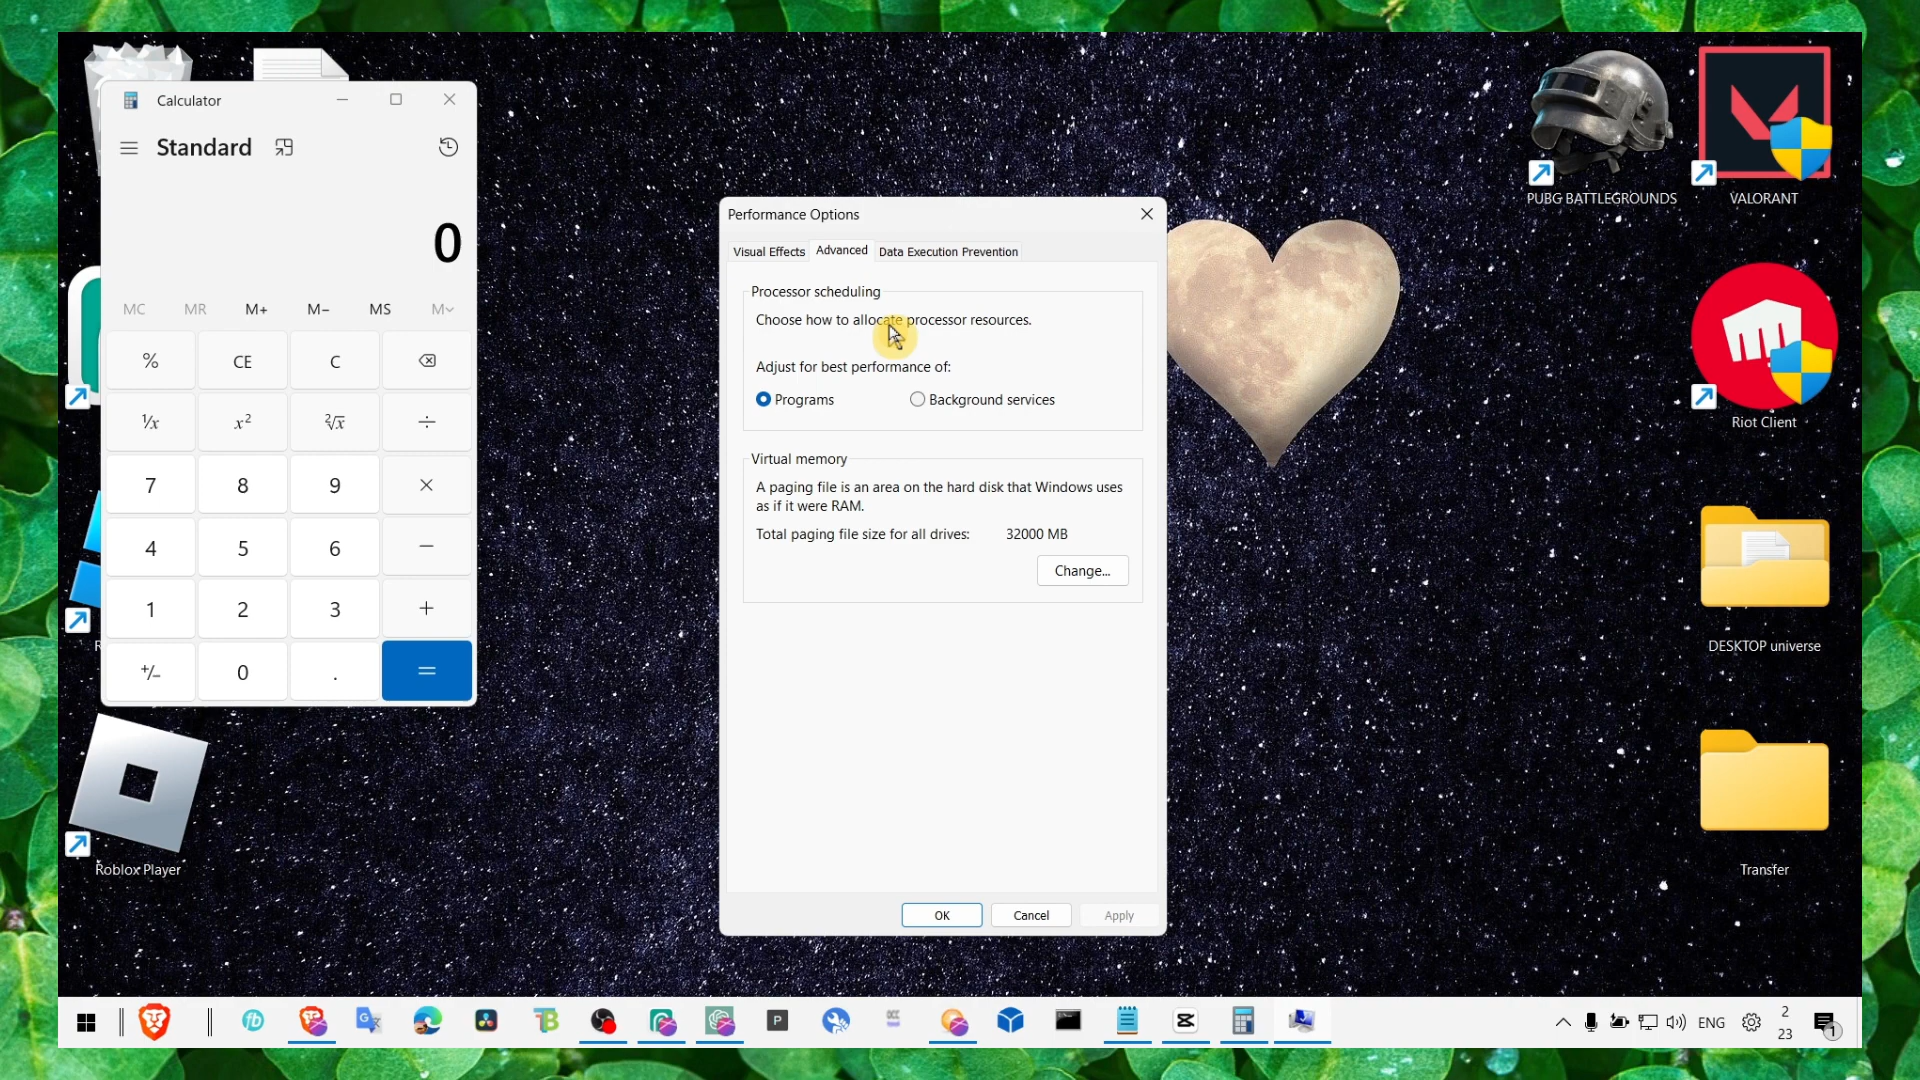 Calculator
Standard
0
MC MR M+ M− MS M
% CE C
¹/x x² ²√x ÷
7 8 9 ×
4 5 6 −
1 2 3 +
+/− 0 . =
Roblox Player
Performance Options
Visual Effects Advanced Data Execution Prevention
Processor scheduling
Choose how to allocate processor resources.
Adjust for best performance of:
Programs Background services
Virtual memory
A paging file is an area on the hard disk that Windows uses
as if it were RAM.
Total paging file size for all drives: 32000 MB
Change...
OK Cancel Apply
PUBG BATTLEGROUNDS
VALORANT
Riot Client
DESKTOP universe
Transfer
ENG
2
23
1